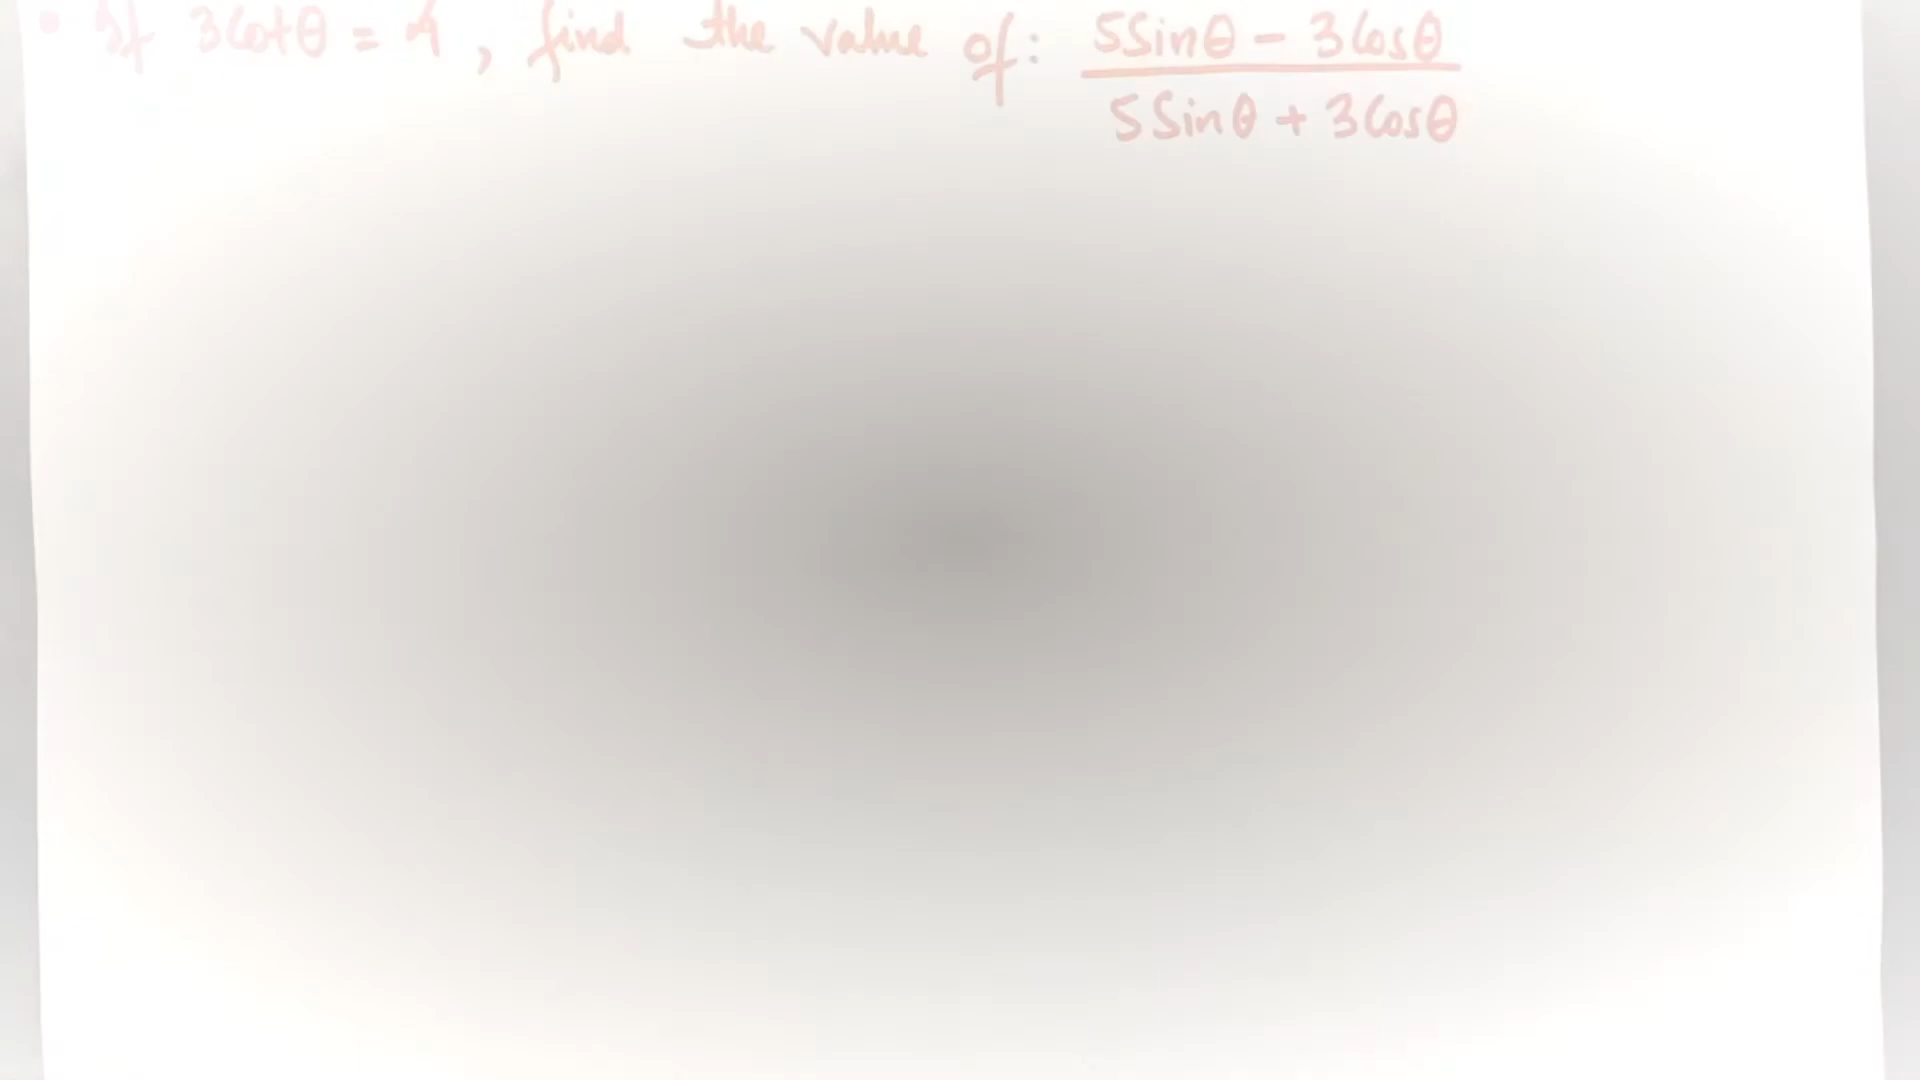 • If 3Cotθ = 4 , find the value of: 5Sinθ - 3Cosθ
5Sinθ + 3Cosθ